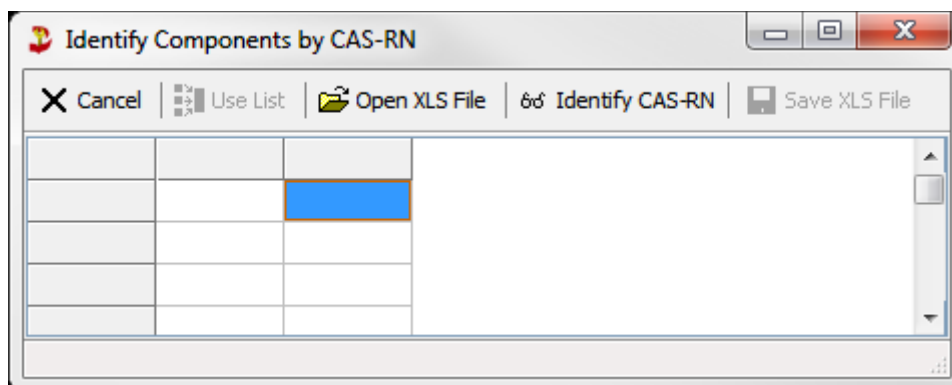 Identify Components by CAS-RN
Cancel Use List Open XLS File Identify CAS-RN Save XLS File